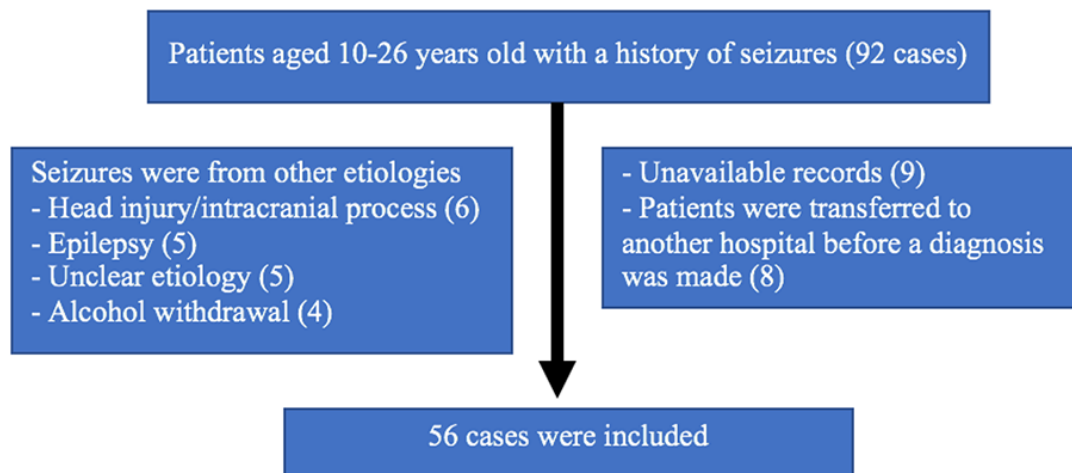 Patients aged 10-26 years old with a history of seizures (92 cases)
Seizures were from other etiologies
- Head injury/intracranial process (6)
- Epilepsy (5)
- Unclear etiology (5)
- Alcohol withdrawal (4)
- Unavailable records (9)
- Patients were transferred to
another hospital before a diagnosis
was made (8)
56 cases were included